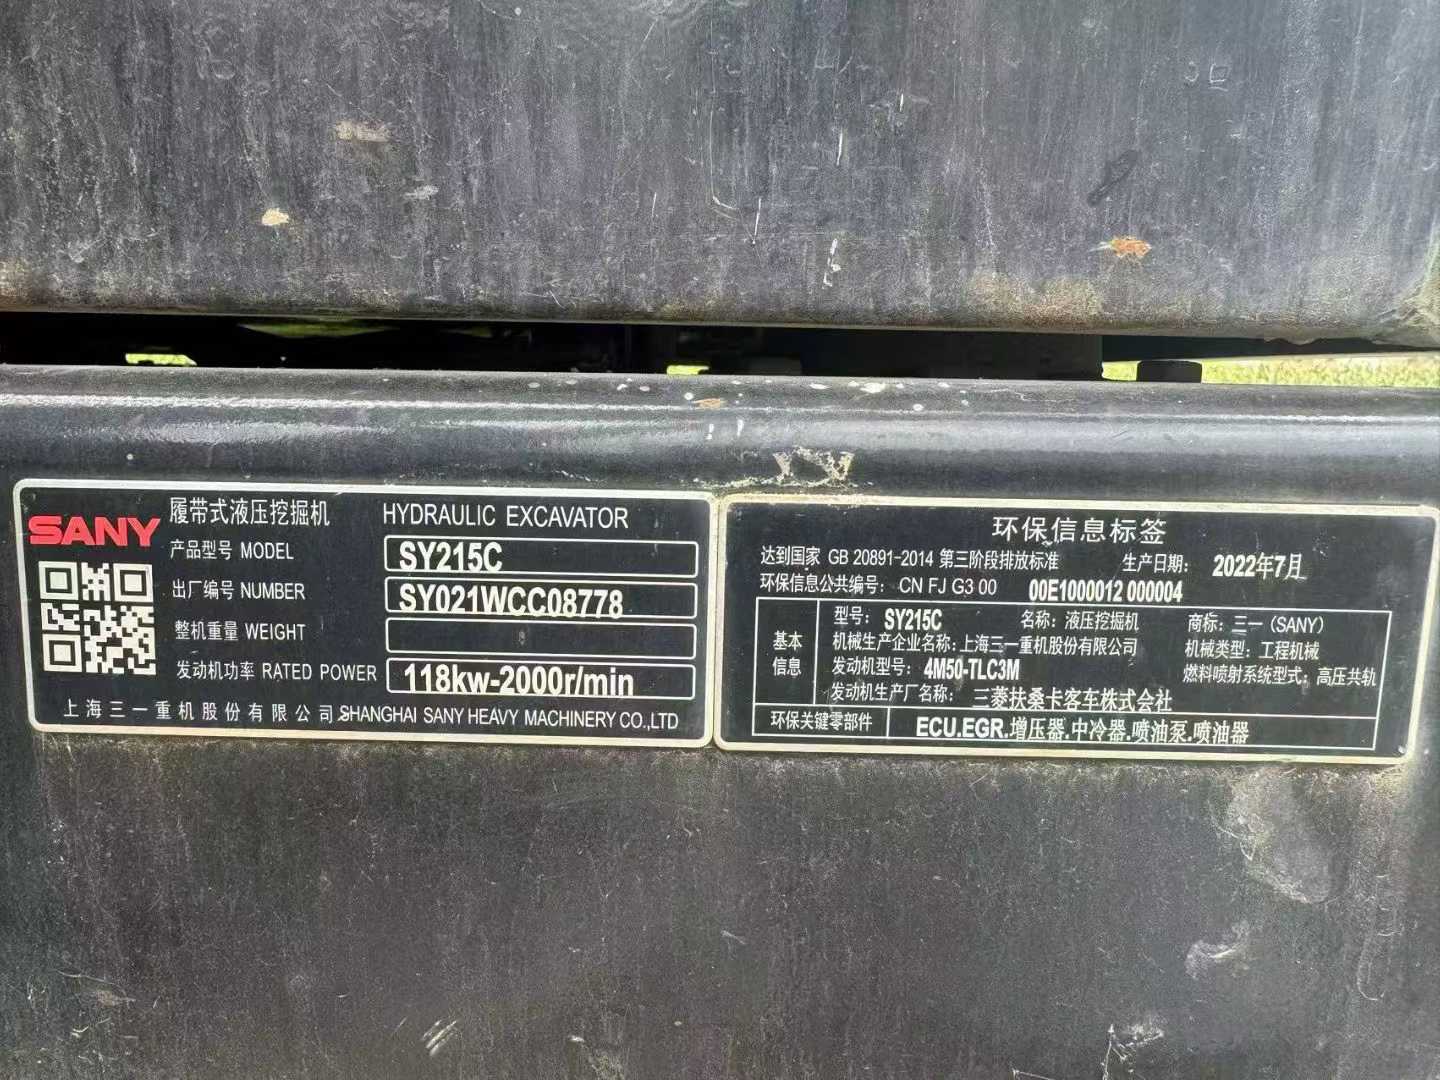 SANY
履带式液压挖掘机 HYDRAULIC EXCAVATOR
产品型号 MODEL SY215C
出厂编号 NUMBER SY021WCC08778
整机重量 WEIGHT
发动机功率 RATED POWER 118kw-2000r/min
上海三一重机股份有限公司 SHANGHAI SANY HEAVY MACHINERY CO.,LTD
环保信息标签
达到国家 GB 20891-2014 第三阶段排放标准 生产日期: 2022年7月
环保信息公共编号: CN FJ G3 00 00E1000012 000004
基本信息
型号: SY215C 名称: 液压挖掘机 商标: 三一 (SANY)
机械生产企业名称: 上海三一重机股份有限公司 机械类型: 工程机械
发动机型号: 4M50-TLC3M 燃料喷射系统型式: 高压共轨
发动机生产厂名称: 三菱扶桑卡客车株式会社
环保关键零部件 ECU.EGR.增压器.中冷器.喷油泵.喷油器